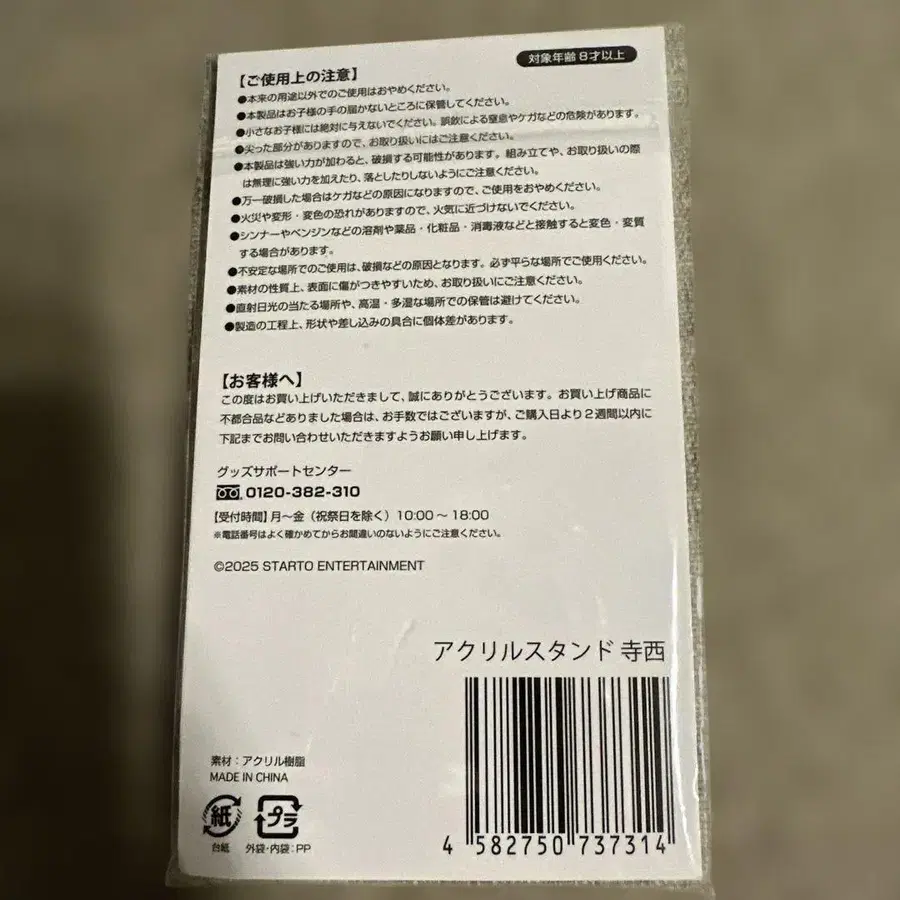 対象年齢8才以上
【ご使用上の注意】
●本来の用途以外でのご使用はおやめください。
●本製品はお子様の手の届かないところに保管してください。
●小さなお子様には絶対に与えないでください。誤飲による窒息やケガなどの危険があります。
●尖った部分がありますので、お取り扱いにはご注意ください。
●本製品は強い力が加わると、破損する可能性があります。組み立てや、お取り扱いの際
は無理に強い力を加えたり、落としたりしないようにご注意ください。
●万一破損した場合はケガなどの原因になりますので、ご使用をおやめください。
●火災や変形・変色の恐れがありますので、火気に近づけないでください。
●シンナーやベンジンなどの溶剤や薬品・化粧品・消毒液などと接触すると変色・変質
する場合があります。
●不安定な場所でのご使用は、破損などの原因となります。必ず平らな場所でご使用ください。
●素材の性質上、表面に傷がつきやすいため、お取り扱いにご注意ください。
●直射日光の当たる場所や、高温・多湿な場所での保管は避けてください。
●製造の工程上、形状や差し込みの具合に個体差があります。
【お客様へ】
この度はお買い上げいただきまして、誠にありがとうございます。お買い上げ商品に
不都合品などありました場合は、お手数ではございますが、ご購入日より2週間以内に
下記までお問い合わせいただきますようお願い申し上げます。
グッズサポートセンター
0120-382-310
【受付時間】月〜金（祝祭日を除く）10:00〜18:00
※電話番号はよく確かめてからお間違いのないようにご注意ください。
©2025 STARTO ENTERTAINMENT
アクリルスタンド 寺西
素材：アクリル樹脂
MADE IN CHINA
紙
プラ
台紙
外袋・内袋：PP
4 582750 737314